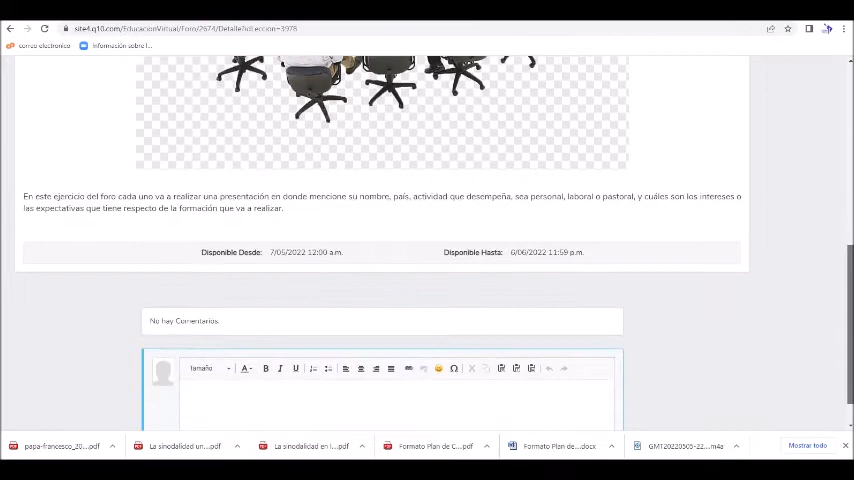 site4.q10.com/EducacionVirtual/Foro/2674/Detalle?idLeccion=3978
correo electronico
Información sobre l...
En este ejercicio del foro cada uno va a realizar una presentación en donde mencione su nombre, país, actividad que desempeña, sea personal, laboral o pastoral, y cuáles son los intereses o
las expectativas que tiene respecto de la formación que va a realizar.
Disponible Desde: 7/05/2022 12:00 a.m.
Disponible Hasta: 6/06/2022 11:59 p.m.
No hay Comentarios.
Tamaño
A
B
I
U
Ω
papa-francesco_20....pdf
La sinodalidad un....pdf
La sinodalidad en l....pdf
Formato Plan de C....pdf
Formato Plan de....docx
GMT20220505-22....m4a
Mostrar todo